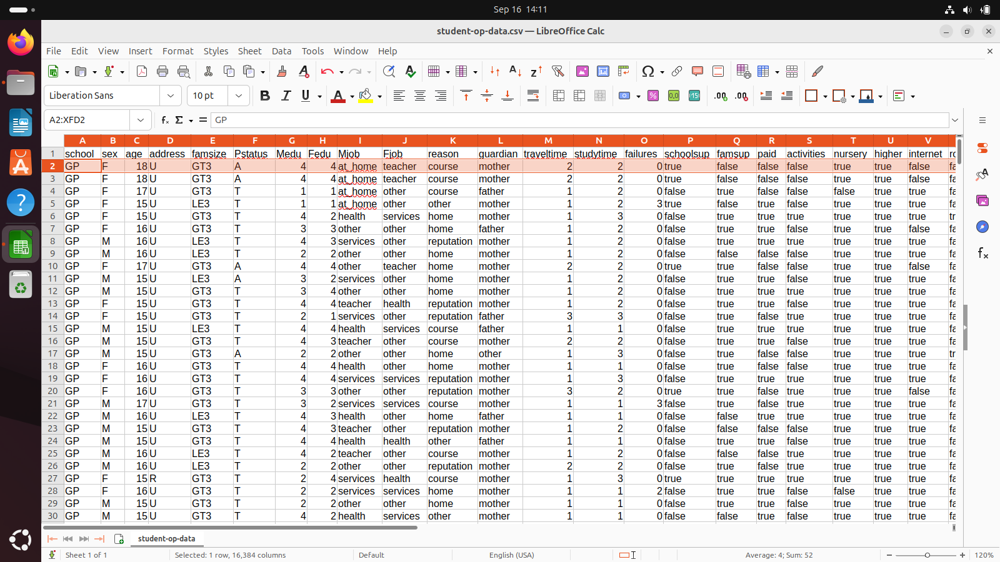 Sep 16 14:11
student-op-data.csv — LibreOffice Calc
File Edit View Insert Format Styles Sheet Data Tools Window Help
Liberation Sans 10 pt
A2:XFD2 GP
A B C D E F G H I J K L M N O P Q R S T U V
1 school sex age address famsize Pstatus Medu Fedu Mjob Fjob reason guardian traveltime studytime failures schoolsup famsup paid activities nursery higher internet ro
2 GP F 18 U GT3 A 4 4 at_home teacher course mother 2 2 0 true false false false true true false fa
3 GP F 18 U GT3 A 4 4 at_home teacher course mother 2 2 0 true false false false true true false fa
4 GP F 17 U GT3 T 1 1 at_home other course father 1 2 0 false true false false false true true fa
5 GP F 15 U LE3 T 1 1 at_home other other mother 1 2 3 true false true false true true true fa
6 GP F 15 U GT3 T 4 2 health services home mother 1 3 0 false true true true true true true tr
7 GP F 16 U GT3 T 3 3 other other home father 1 2 0 false true true false true true false fa
8 GP M 16 U LE3 T 4 3 services other reputation mother 1 2 0 false true true true true true true fa
9 GP M 16 U LE3 T 2 2 other other home mother 1 2 0 false false false false true true true fa
10 GP F 17 U GT3 A 4 4 other teacher home mother 2 2 0 true true false false true true false fa
11 GP M 15 U LE3 A 3 2 services other home mother 1 2 0 false true true false true true true fa
12 GP M 15 U GT3 T 3 4 other other home mother 1 2 0 false true true true true true true fa
13 GP F 15 U GT3 T 4 4 teacher health reputation mother 1 2 0 false true true false true true true fa
14 GP F 15 U GT3 T 2 1 services other reputation father 3 3 0 false true false true true true true fa
15 GP M 15 U LE3 T 4 4 health services course father 1 1 0 false true true true true true true fa
16 GP M 15 U GT3 T 4 3 teacher other course mother 2 2 0 false true true false true true true fa
17 GP M 15 U GT3 A 2 2 other other home other 1 3 0 false true false false true true true tr
18 GP F 16 U GT3 T 4 4 health other home mother 1 1 0 false true false false true true true fa
19 GP F 16 U GT3 T 4 4 services services reputation mother 1 3 0 false true true true true true true fa
20 GP F 16 U GT3 T 3 3 other other reputation mother 3 2 0 true true false true true true false fa
21 GP M 17 U GT3 T 3 2 services services course mother 1 1 3 false true false true true true true fa
22 GP M 16 U LE3 T 4 3 health other home father 1 1 0 false false true true true true true fa
23 GP M 15 U GT3 T 4 3 teacher other reputation mother 1 2 0 false false false false true true true fa
24 GP M 15 U GT3 T 4 4 health health other father 1 1 0 false true true false true true true fa
25 GP M 16 U LE3 T 4 2 teacher other course mother 1 2 0 false false false true true true true fa
26 GP M 16 U LE3 T 2 2 other other reputation mother 2 2 0 false true false true true true true fa
27 GP F 15 R GT3 T 2 4 services health course mother 1 3 0 true true true true true true true fa
28 GP F 16 U GT3 T 2 2 services services home mother 1 1 2 false true true false false true true fa
29 GP M 15 U GT3 T 2 2 other other home mother 1 1 0 false true true false true true true fa
30 GP M 15 U GT3 T 4 2 health services other mother 1 1 0 false false true false true true true fa
student-op-data
Sheet 1 of 1 Selected: 1 row, 16,384 columns Default English (USA) Average: 4; Sum: 52 120%